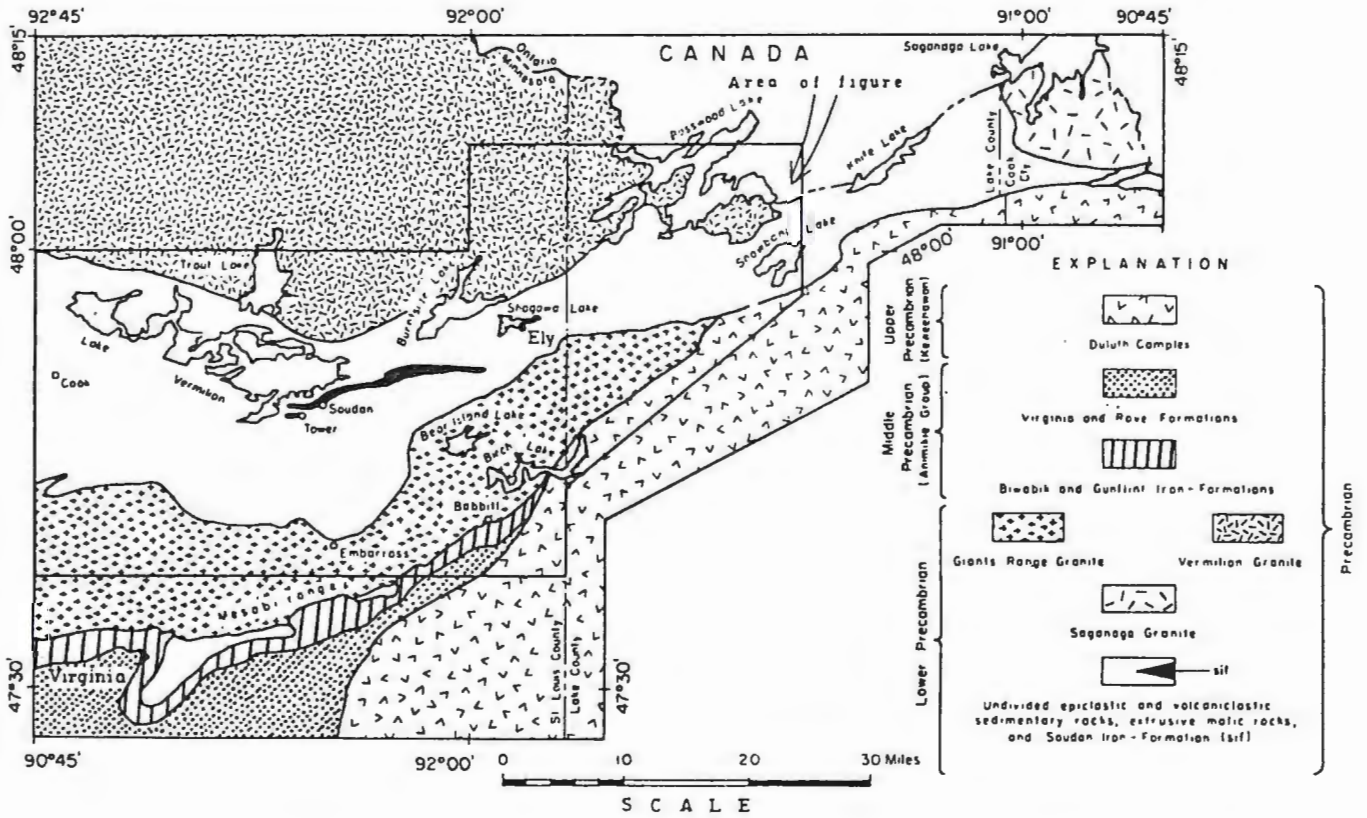 92°45'
92°00'
91°00'
90°45'
48°15'
48°15'
CANADA
Ontario
Minnesota
Area of figure
Saganaga Lake
Basswood Lake
Knife Lake
Lake County
Cook Cty
Snowbank Lake
48°00'
48°00'
91°00'
Trout Lake
Burntside Lake
Shagawa Lake
Ely
Lake
Vermilion
Cook
Soudan
Tower
Bear Island Lake
Birch Lake
Babbitt
Embarrass
Mesabi range
Virginia
St Louis County
Lake County
47°30'
47°30'
90°45'
92°00'
0 10 20 30 Miles
SCALE
EXPLANATION
Upper Precambrian (Keweenawan)
Duluth Complex
Middle Precambrian (Animikie Group)
Virginia and Rove Formations
Biwabik and Gunflint Iron-Formations
Lower Precambrian
Giants Range Granite
Vermilion Granite
Saganaga Granite
sif
Undivided epiclastic and volcaniclastic
sedimentary rocks, extrusive mafic rocks,
and Soudan Iron-Formation (sif)
Precambrian